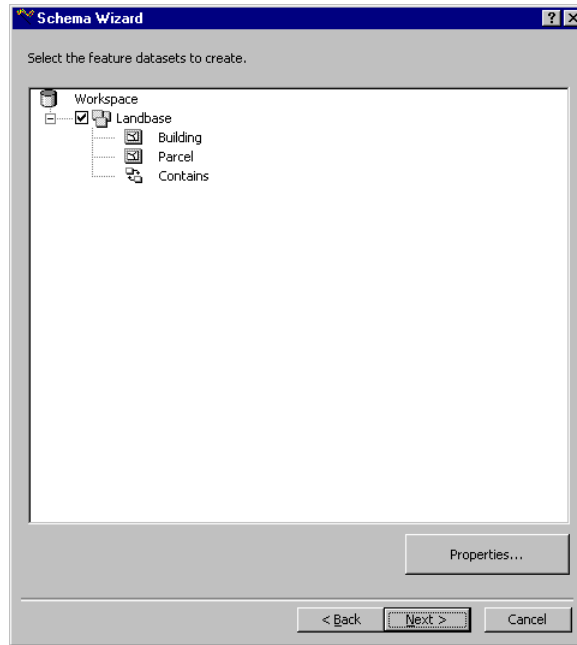 Schema Wizard
Select the feature datasets to create.
Workspace
Landbase
Building
Parcel
Contains
Properties...
< Back Next > Cancel